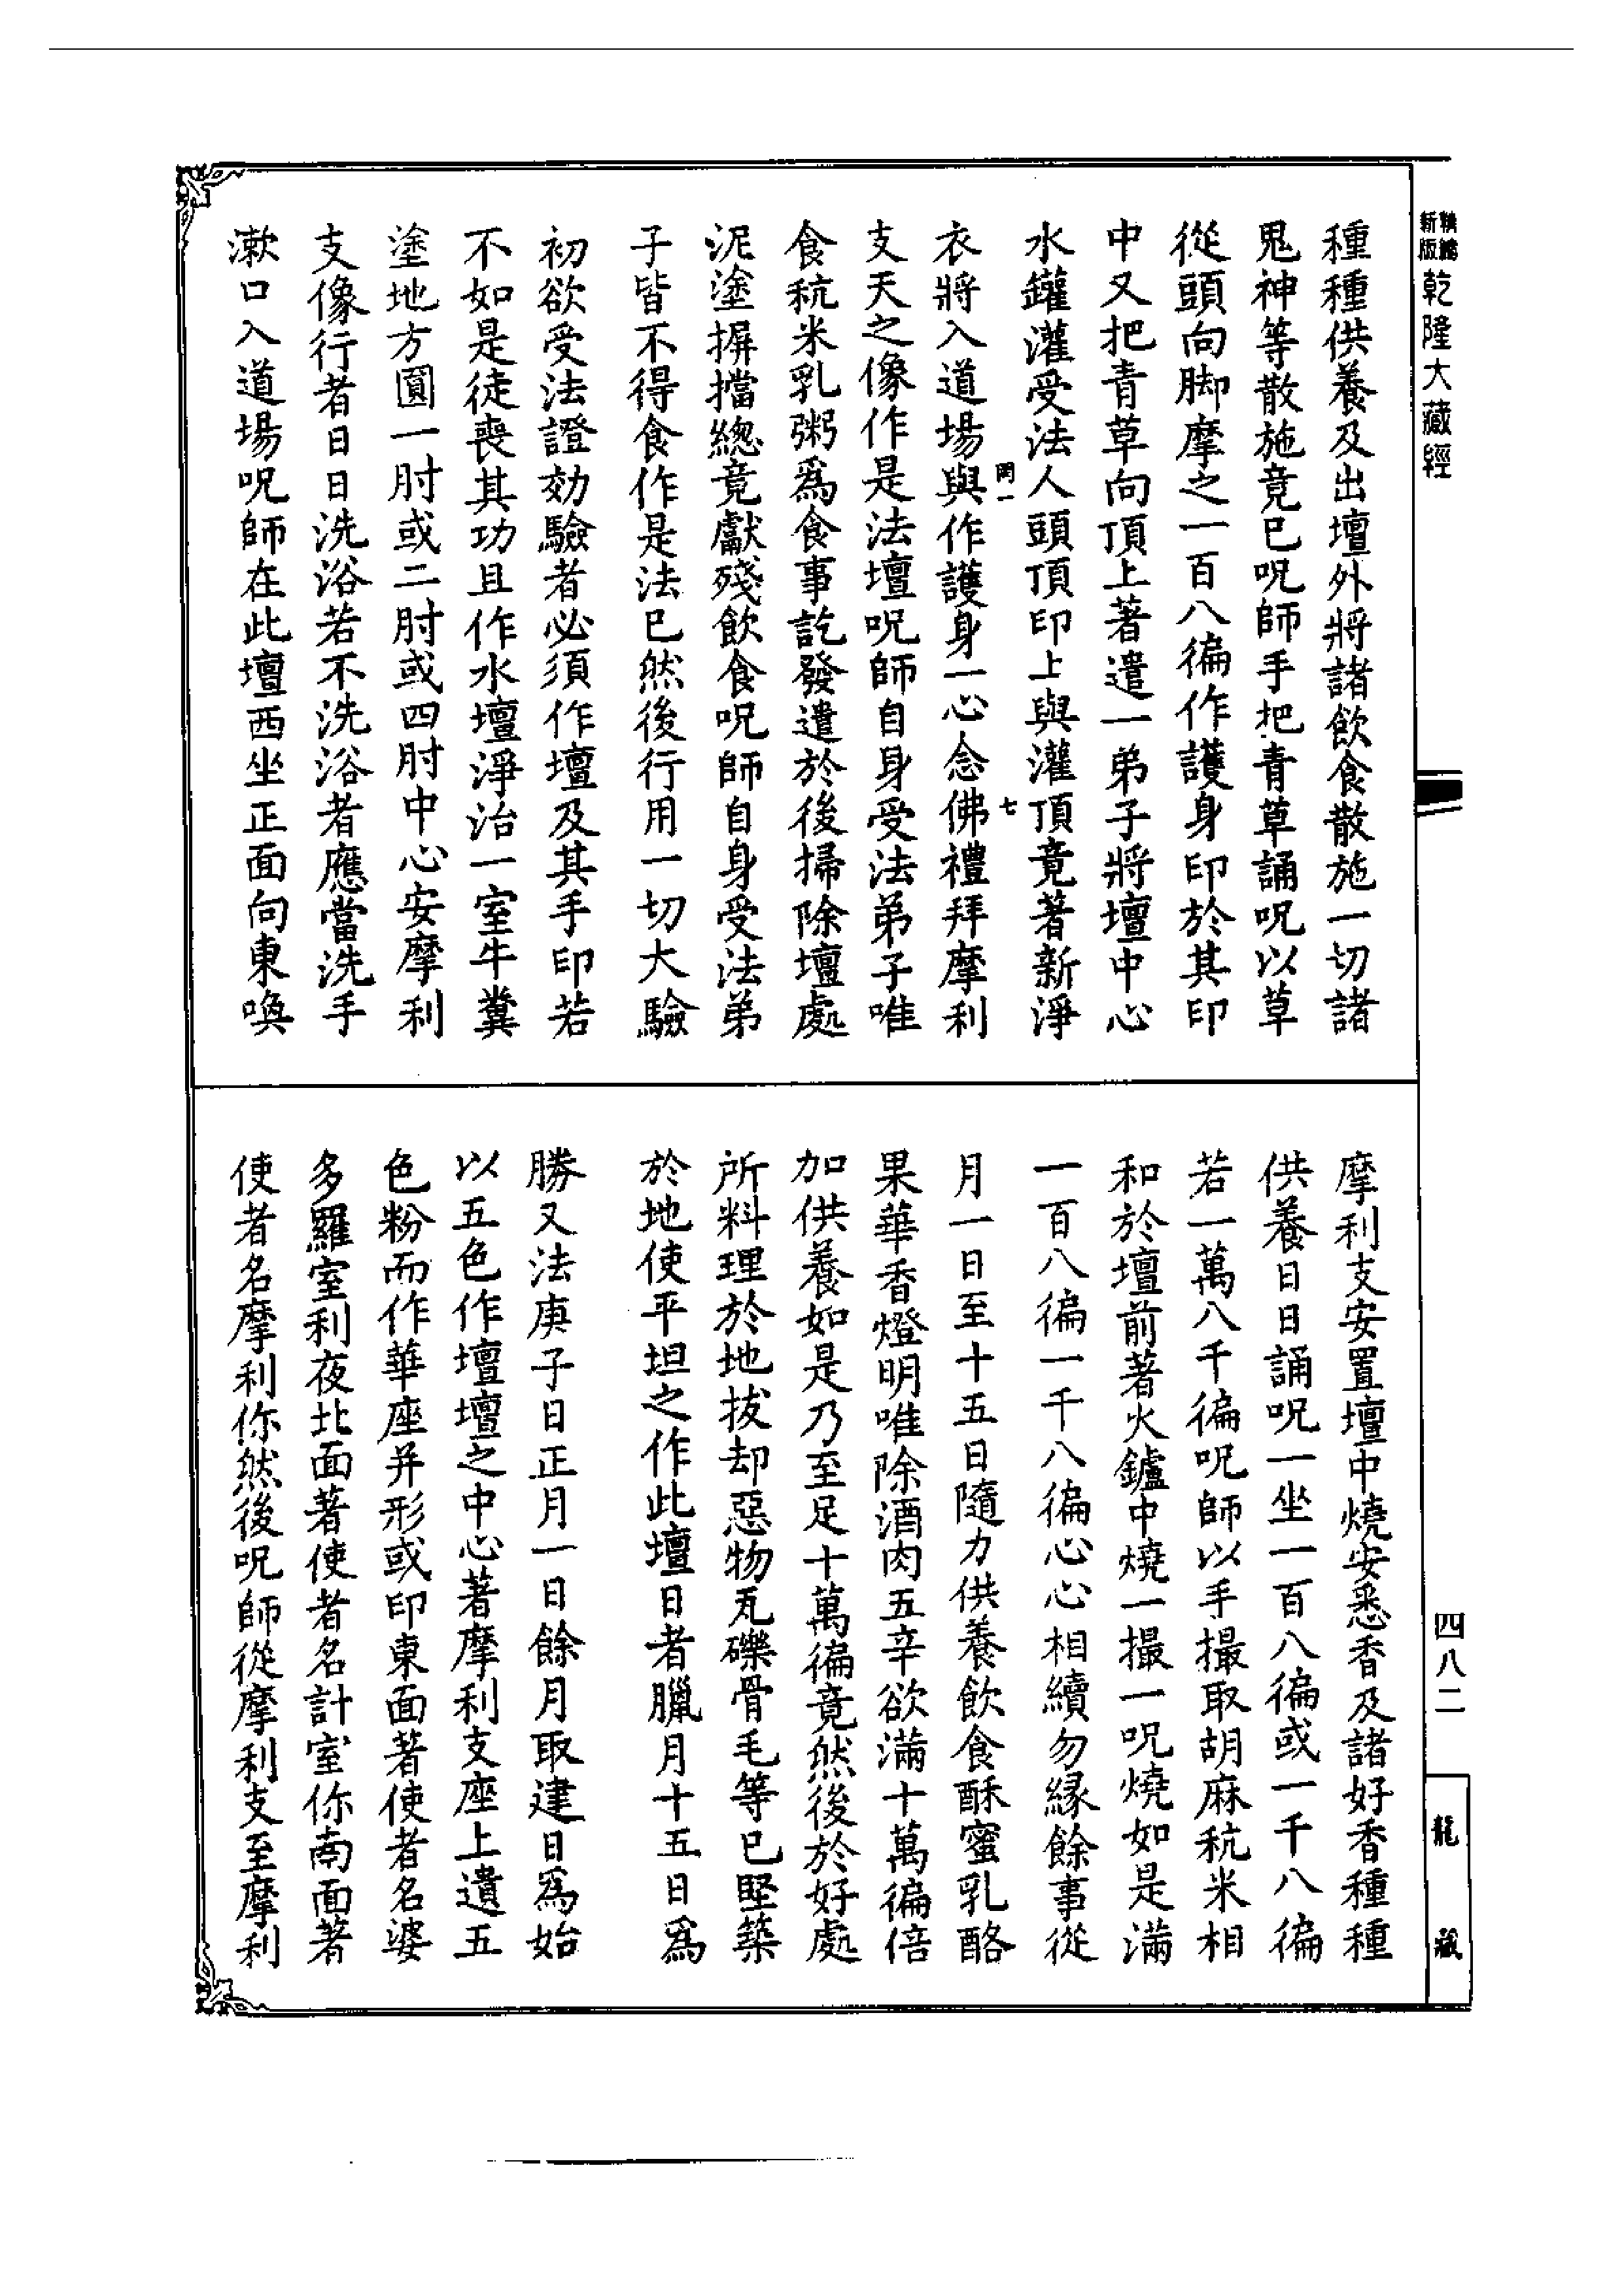 新版
乾隆大藏經
種種供養及出壇外將諸飲食散施一切諸
鬼神等散施竟已呪師手把青草誦呪以草
從頭向脚摩之一百八徧作護身印於其印
中又把青草向頂上著遣一弟子將壇中心
水鑵灌受法人頭頂印上與灌頂竟著新淨
七
衣將入道場與作護身一心念佛禮拜摩利
支天之像作是法壇呪師自身受法弟子唯
食秔米乳粥爲食事訖發遣於後掃除壇處
泥塗摒擋總竟獻殘飲食呪師自身受法弟
子皆不得食作是法已然後行用一切大驗
初欲受法證効驗者必須作壇及其手印若
不如是徒喪其功且作水壇淨治一室牛糞
塗地方圓一肘或二肘或四肘中心安摩利
支像行者日日洗浴若不洗浴者應當洗手
漱口入道場呪師在此壇西坐正面向東喚
摩利支安置壇中燒安悉香及諸好香種種
供養日日誦呪一坐一百八徧或一千八徧
若一萬八千徧呪師以手撮取胡麻秔米相
和於壇前著火鑪中燒一撮一呪燒如是滿
一百八徧一千八徧心心相續勿緣餘事從
月一日至十五日隨力供養飲食酥蜜乳酪
果華香燈明唯除酒肉五辛欲滿十萬徧倍
加供養如是乃至足十萬徧竟然後於好處
所料理於地拔却惡物瓦礫骨毛等已堅築
於地使平坦之作此壇日者臘月十五日爲
勝又法庚子日正月一日餘月取建日爲始
以五色作壇壇之中心著摩利支座上遺五
色粉而作華座并形或印東面著使者名婆
多羅室利夜北面著使者名計室你南面著
使者名摩利你然後呪師從摩利支至摩利
四八二
龍藏